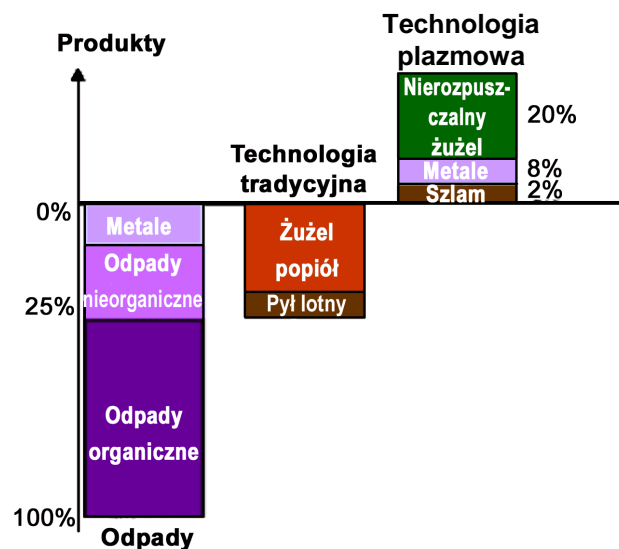 Produkty
Technologia
plazmowa
Nierozpusz-
czalny
żużel
20%
Metale
8%
Szlam
2%
Technologia
tradycyjna
0%
Metale
Odpady
nieorganiczne
25%
Żużel
popiół
Pył lotny
Odpady
organiczne
100%
Odpady